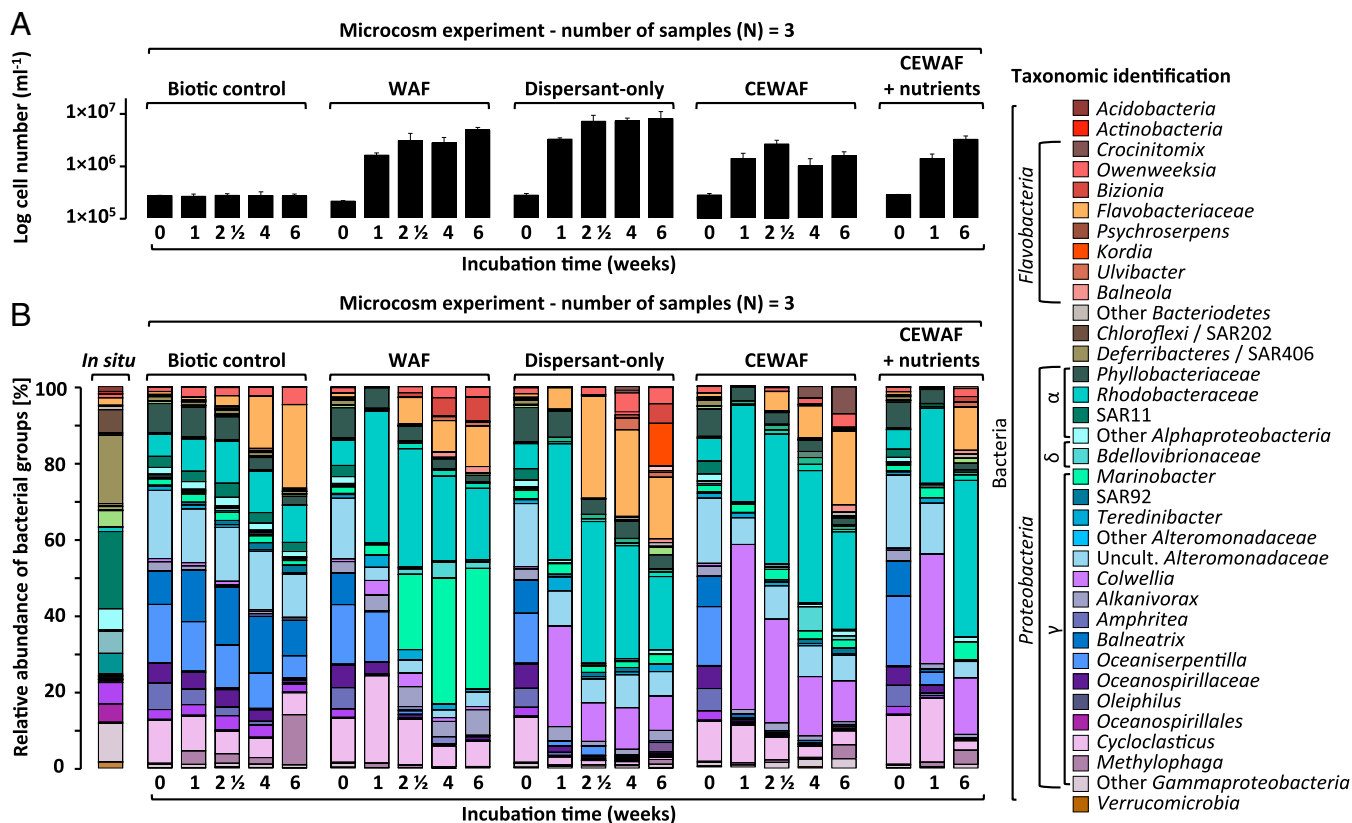 A
Microcosm experiment - number of samples (N) = 3
Biotic control
WAF
Dispersant-only
CEWAF
CEWAF
+ nutrients
Log cell number (ml⁻¹)
1×10⁷
1×10⁶
1×10⁵
0 1 2 ½ 4 6 0 1 2 ½ 4 6 0 1 2 ½ 4 6 0 1 2 ½ 4 6 0 1 6
Incubation time (weeks)
B
Microcosm experiment - number of samples (N) = 3
In situ
Biotic control
WAF
Dispersant-only
CEWAF
CEWAF
+ nutrients
Relative abundance of bacterial groups [%]
100
80
60
40
20
0
0 1 2 ½ 4 6 0 1 2 ½ 4 6 0 1 2 ½ 4 6 0 1 2 ½ 4 6 0 1 6
Incubation time (weeks)
Taxonomic identification
Bacteria
Flavobacteria
Proteobacteria
α
δ
γ
Acidobacteria
Actinobacteria
Crocinitomix
Owenweeksia
Bizionia
Flavobacteriaceae
Psychroserpens
Kordia
Ulvibacter
Balneola
Other Bacteriodetes
Chloroflexi / SAR202
Deferribacteres / SAR406
Phyllobacteriaceae
Rhodobacteraceae
SAR11
Other Alphaproteobacteria
Bdellovibrionaceae
Marinobacter
SAR92
Teredinibacter
Other Alteromonadaceae
Uncult. Alteromonadaceae
Colwellia
Alkanivorax
Amphritea
Balneatrix
Oceaniserpentilla
Oceanospirillaceae
Oleiphilus
Oceanospirillales
Cycloclasticus
Methylophaga
Other Gammaproteobacteria
Verrucomicrobia